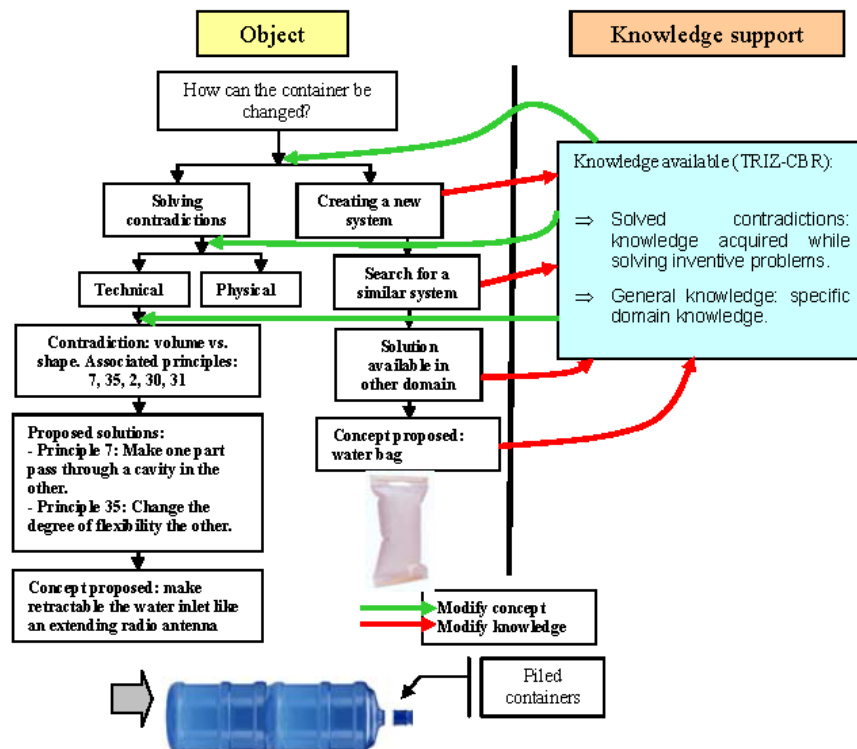 Object
Knowledge support
How can the container be
changed?
Knowledge available (TRIZ-CBR):
⇒ Solved contradictions:
knowledge acquired while
solving inventive problems.
⇒ General knowledge: specific
domain knowledge.
Solving
contradictions
Creating a new
system
Technical
Physical
Search for a
similar system
Contradiction: volume vs.
shape. Associated principles:
7, 35, 2, 30, 31
Solution
available in
other domain
Proposed solutions:
- Principle 7: Make one part
pass through a cavity in the
other.
- Principle 35: Change the
degree of flexibility the other.
Concept proposed:
water bag
Concept proposed: make
retractable the water inlet like
an extending radio antenna
Modify concept
Modify knowledge
Piled
containers